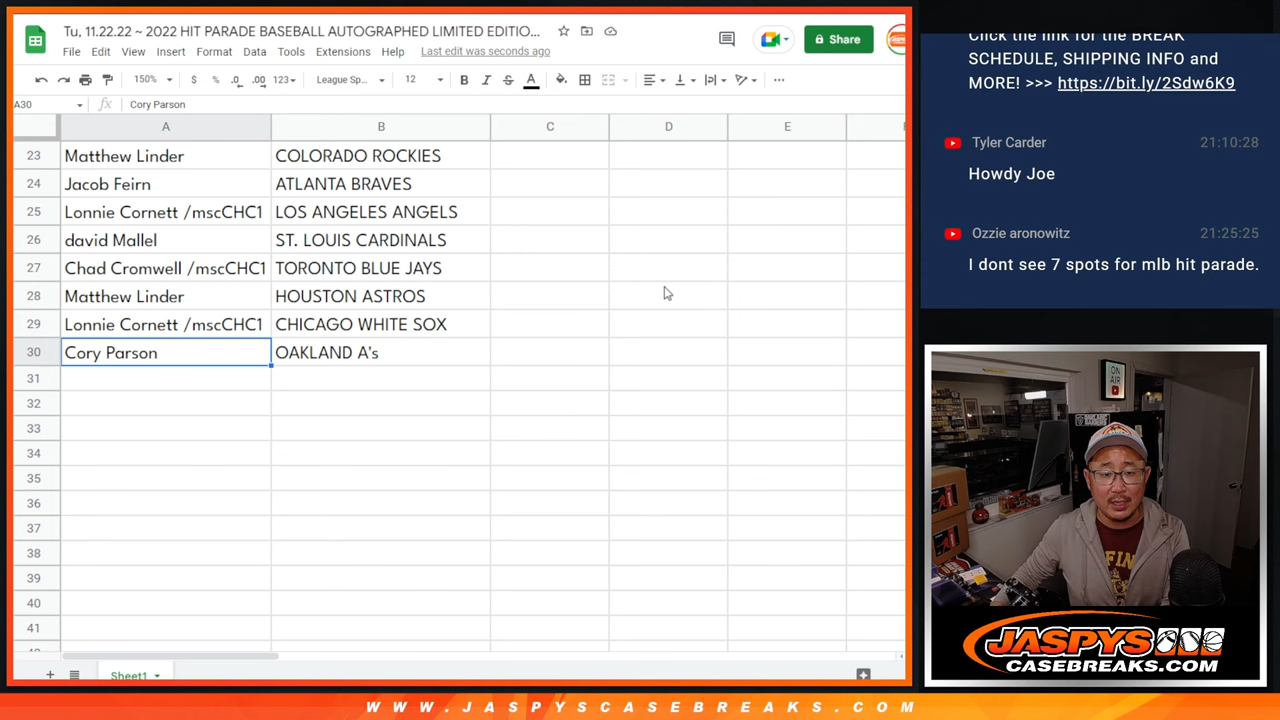 Tu, 11.22.22 ~ 2022 HIT PARADE BASEBALL AUTOGRAPHED LIMITED EDITIO...
File Edit View Insert Format Data Tools Extensions Help Last edit was seconds ago
Share
150% $ % .0 .00 123 League Sp... 12 B I S A
A30 fx Cory Parson
A B C D E
23 Matthew Linder COLORADO ROCKIES
24 Jacob Feirn ATLANTA BRAVES
25 Lonnie Cornett /mscCHC1 LOS ANGELES ANGELS
26 david Mallel ST. LOUIS CARDINALS
27 Chad Cromwell /mscCHC1 TORONTO BLUE JAYS
28 Matthew Linder HOUSTON ASTROS
29 Lonnie Cornett /mscCHC1 CHICAGO WHITE SOX
30 Cory Parson OAKLAND A's
31
32
33
34
35
36
37
38
39
40
41
Sheet1
Click the link for the BREAK
SCHEDULE, SHIPPING INFO and
MORE! >>> https://bit.ly/2Sdw6K9
Tyler Carder 21:10:28
Howdy Joe
Ozzie aronowitz 21:25:25
I dont see 7 spots for mlb hit parade.
ON
AIR
JASPYS
CASEBREAKS.COM
WWW.JASPYSCASEBREAKS.COM